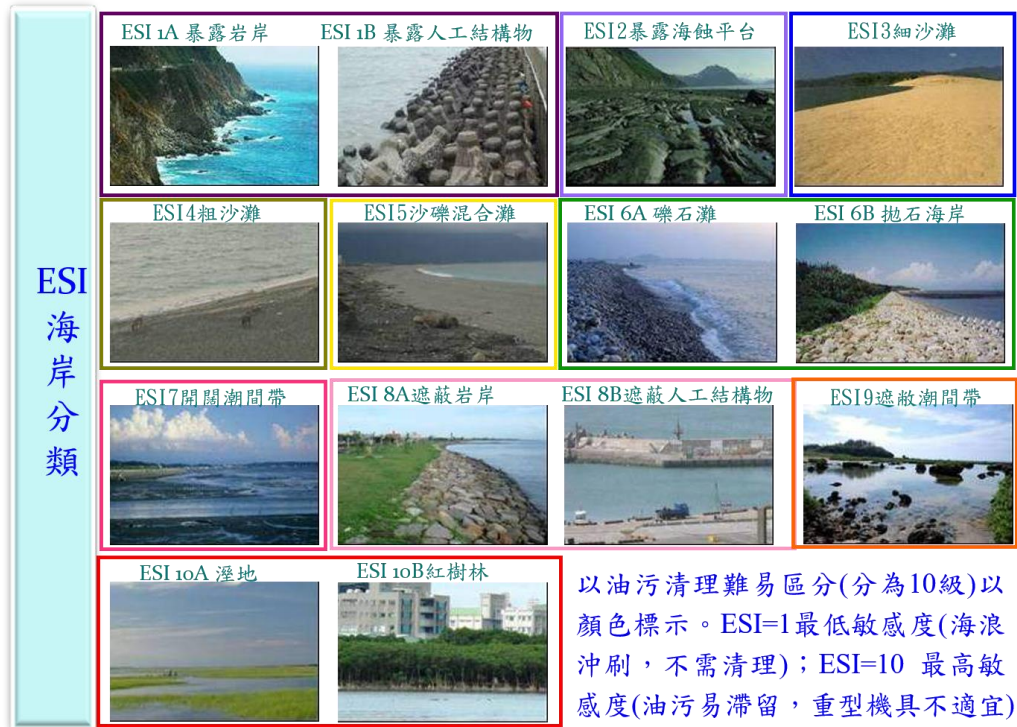 ESI
海
岸
分
類
ESI 1A 暴露岩岸
ESI 1B 暴露人工結構物
ESI2暴露海蝕平台
ESI3細沙灘
ESI4粗沙灘
ESI5沙礫混合灘
ESI 6A 礫石灘
ESI 6B 拋石海岸
ESI7開闊潮間帶
ESI 8A遮蔽岩岸
ESI 8B遮蔽人工結構物
ESI9遮敝潮間帶
ESI 10A 溼地
ESI 10B紅樹林
以油污清理難易區分(分為10級)以
顏色標示。ESI=1最低敏感度(海浪
沖刷，不需清理)；ESI=10 最高敏
感度(油污易滯留，重型機具不適宜)